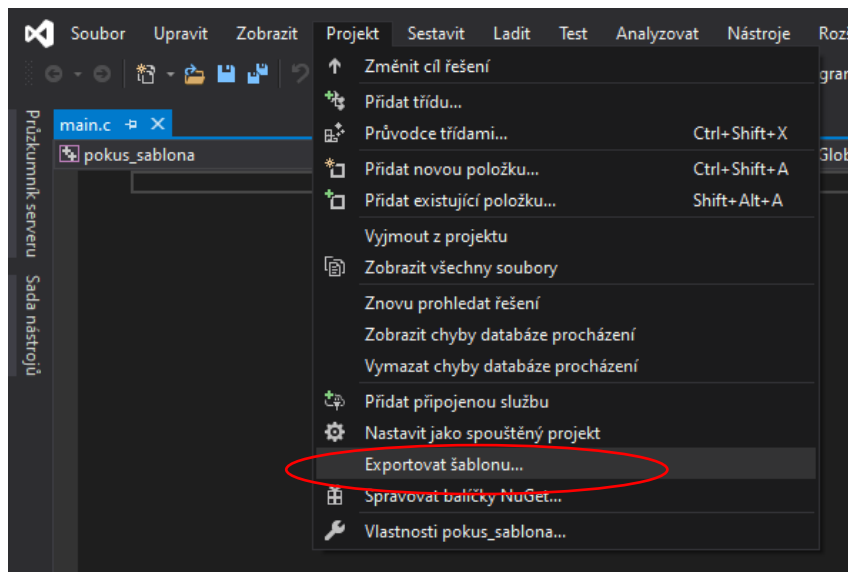 Soubor Upravit Zobrazit Projekt Sestavit Ladit Test Analyzovat Nástroje
Změnit cíl řešení
Přidat třídu...
main.c
Průvodce třídami... Ctrl+Shift+X
pokus_sablona
Přidat novou položku... Ctrl+Shift+A
Přidat existující položku... Shift+Alt+A
Vyjmout z projektu
Zobrazit všechny soubory
Znovu prohledat řešení
Zobrazit chyby databáze procházení
Vymazat chyby databáze procházení
Přidat připojenou službu
Nastavit jako spouštěný projekt
Exportovat šablonu...
Spravovat balíčky NuGet...
Vlastnosti pokus_sablona...
Průzkumník serveru
Sada nástrojů